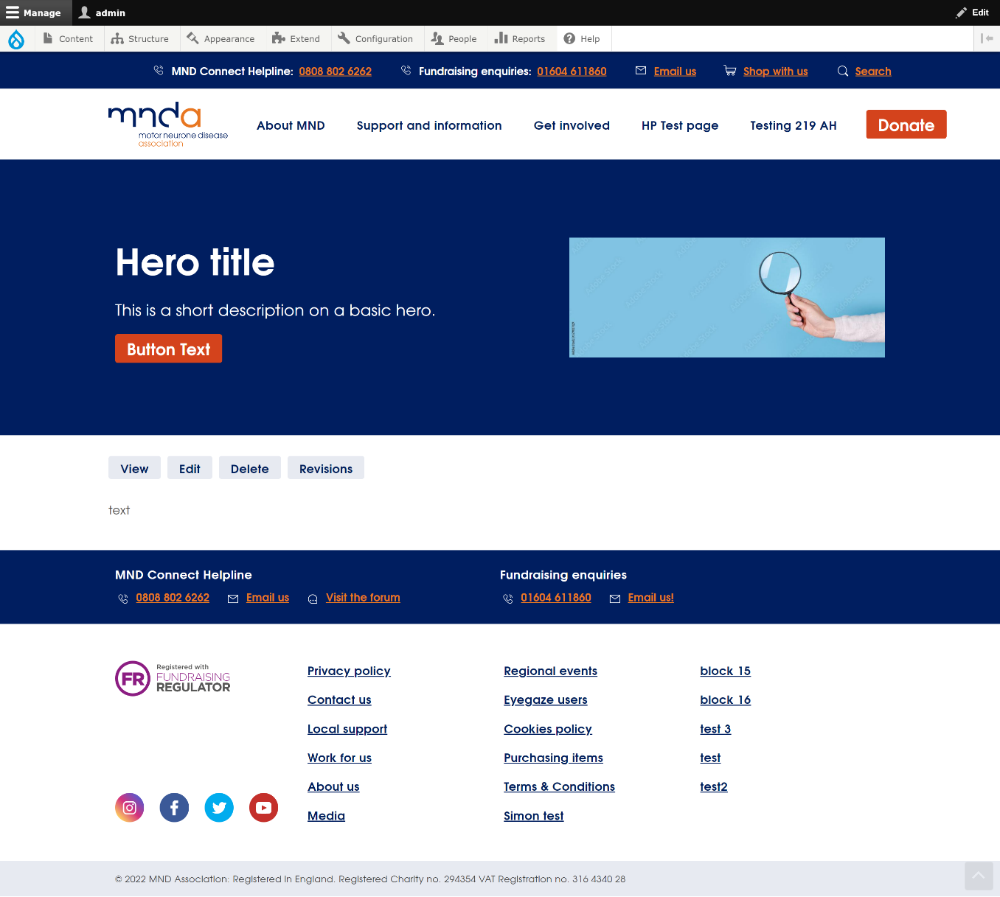 Manage admin Edit
Content Structure Appearance Extend Configuration People Reports Help
MND Connect Helpline: 0808 802 6262 Fundraising enquiries: 01604 611860 Email us Shop with us Search
mnda
motor neurone disease
association
About MND Support and information Get involved HP Test page Testing 219 AH Donate
Hero title
This is a short description on a basic hero.
Button Text
View Edit Delete Revisions
text
MND Connect Helpline Fundraising enquiries
0808 802 6262 Email us Visit the forum 01604 611860 Email us!
FR
Registered with
FUNDRAISING
REGULATOR
Privacy policy Regional events block 15
Contact us Eyegaze users block 16
Local support Cookies policy test 3
Work for us Purchasing items test
About us Terms & Conditions test2
Media Simon test
© 2022 MND Association: Registered in England. Registered Charity no. 294354 VAT Registration no. 316 4340 28